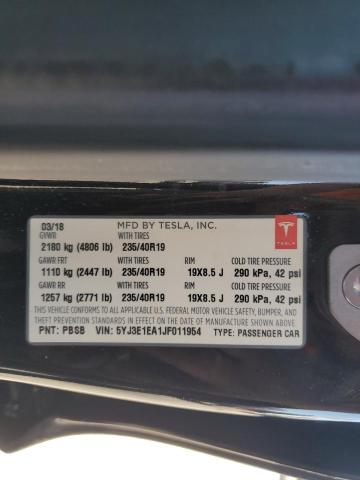 03/18 MFD BY TESLA, INC.
GVWR WITH TIRES
2180 kg (4806 lb) 235/40R19
TESLA
GAWR FRT WITH TIRES RIM COLD TIRE PRESSURE
1110 kg (2447 lb) 235/40R19 19X8.5 J 290 kPa, 42 psi
GAWR RR WITH TIRES RIM COLD TIRE PRESSURE
1257 kg (2771 lb) 235/40R19 19X8.5 J 290 kPa, 42 psi
THIS VEHICLE CONFORMS TO ALL APPLICABLE U.S. FEDERAL MOTOR VEHICLE SAFETY, BUMPER, AND
THEFT PREVENTION STANDARDS IN EFFECT ON THE DATE OF MANUFACTURE SHOWN ABOVE.
PNT: PBSB VIN: 5YJ3E1EA1JF011954 TYPE: PASSENGER CAR